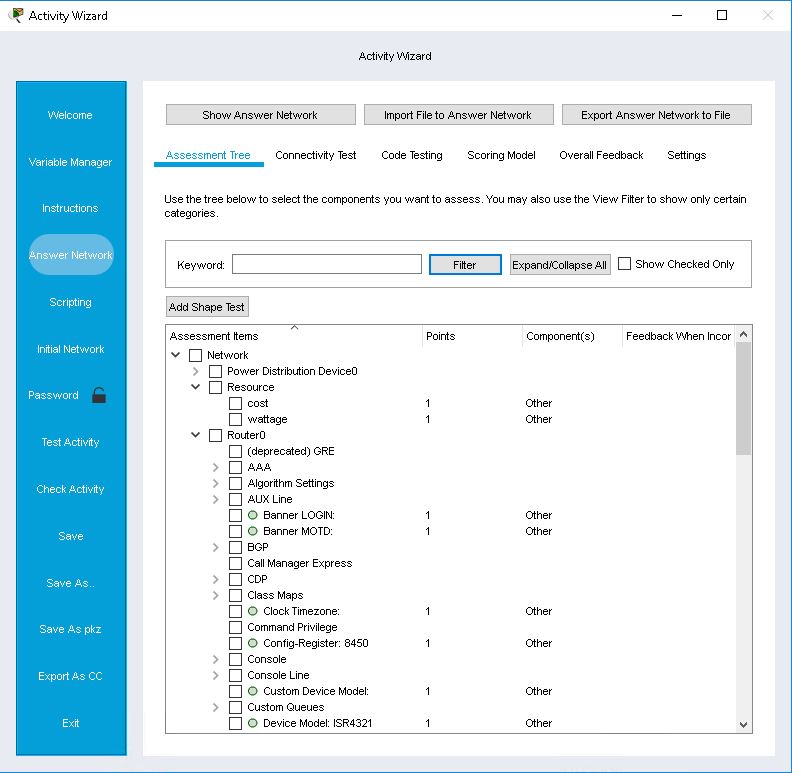 Activity Wizard
Activity Wizard
Welcome
Variable Manager
Instructions
Answer Network
Scripting
Initial Network
Password
Test Activity
Check Activity
Save
Save As..
Save As pkz
Export As CC
Exit
Show Answer Network Import File to Answer Network Export Answer Network to File
Assessment Tree Connectivity Test Code Testing Scoring Model Overall Feedback Settings
Use the tree below to select the components you want to assess. You may also use the View Filter to show only certain
categories.
Keyword: Filter Expand/Collapse All Show Checked Only
Add Shape Test
Assessment Items Points Component(s) Feedback When Incor
Network
Power Distribution Device0
Resource
cost 1 Other
wattage 1 Other
Router0
(deprecated) GRE
AAA
Algorithm Settings
AUX Line
Banner LOGIN: 1 Other
Banner MOTD: 1 Other
BGP
Call Manager Express
CDP
Class Maps
Clock Timezone: 1 Other
Command Privilege
Config-Register: 8450 1 Other
Console
Console Line
Custom Device Model: 1 Other
Custom Queues
Device Model: ISR4321 1 Other